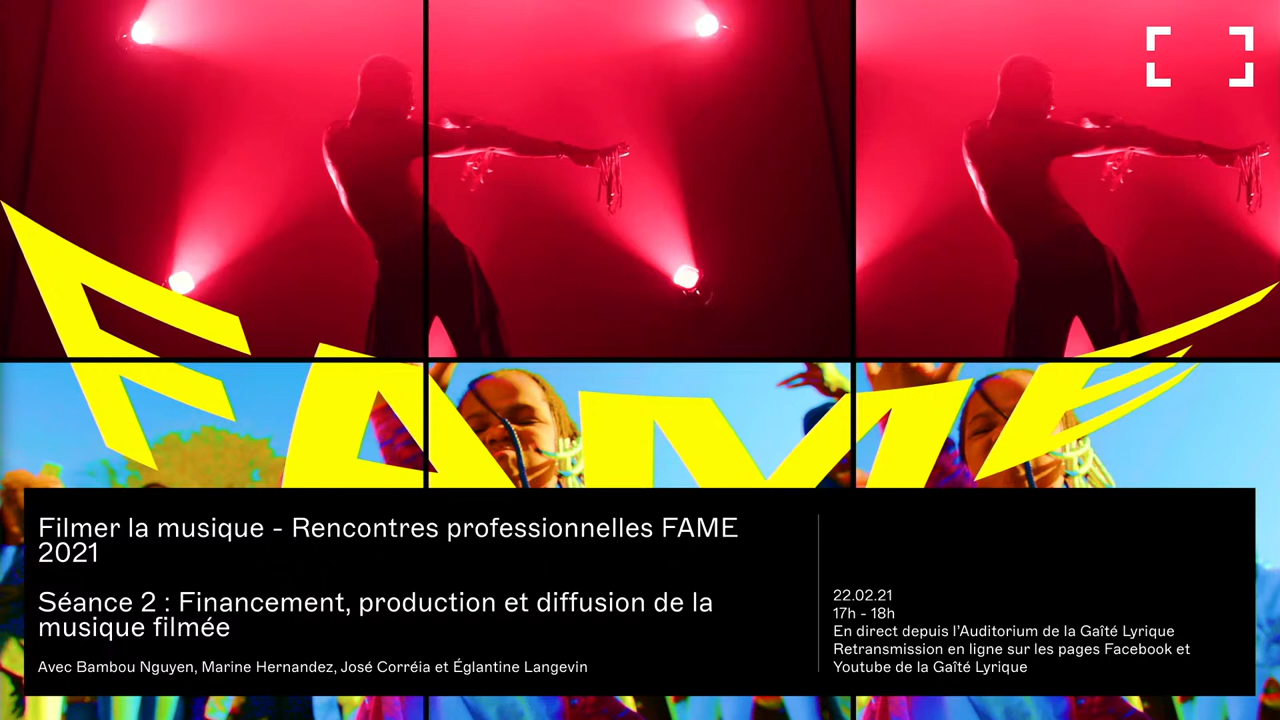 FAME
Filmer la musique - Rencontres professionnelles FAME
2021
Séance 2 : Financement, production et diffusion de la
musique filmée
Avec Bambou Nguyen, Marine Hernandez, José Corréia et Églantine Langevin
22.02.21
17h - 18h
En direct depuis l'Auditorium de la Gaîté Lyrique
Retransmission en ligne sur les pages Facebook et
Youtube de la Gaîté Lyrique